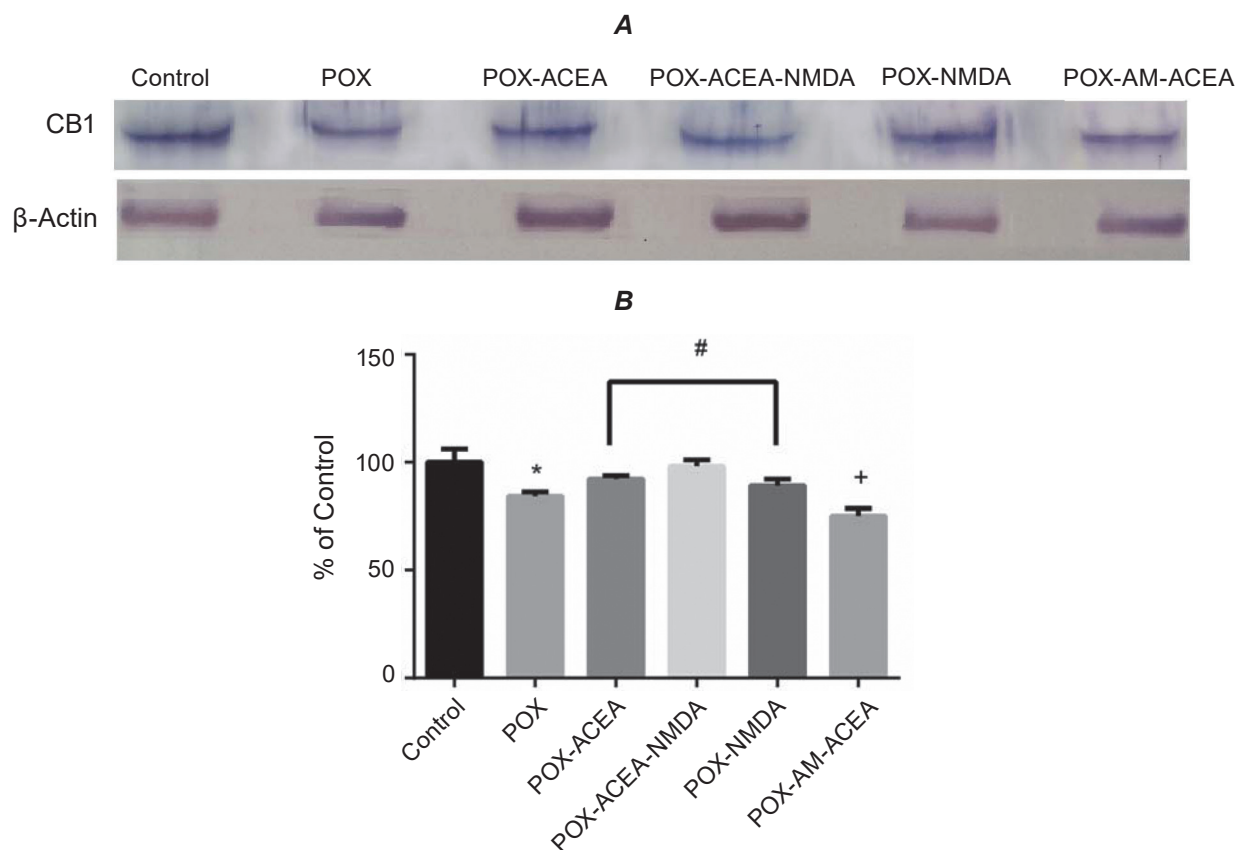 A
Control POX POX-ACEA POX-ACEA-NMDA POX-NMDA POX-AM-ACEA
CB1
β-Actin
B
150
#
100
*
+
50
0
% of Control
Control
POX
POX-ACEA
POX-ACEA-NMDA
POX-NMDA
POX-AM-ACEA